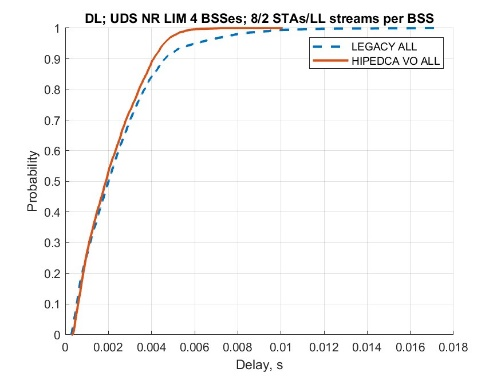 DL; UDS NR LIM 4 BSSes; 8/2 STAs/LL streams per BSS
LEGACY ALL
HIPEDCA VO ALL
1
0.9
0.8
0.7
0.6
0.5
0.4
0.3
0.2
0.1
0
Probability
0 0.002 0.004 0.006 0.008 0.01 0.012 0.014 0.016 0.018
Delay, s